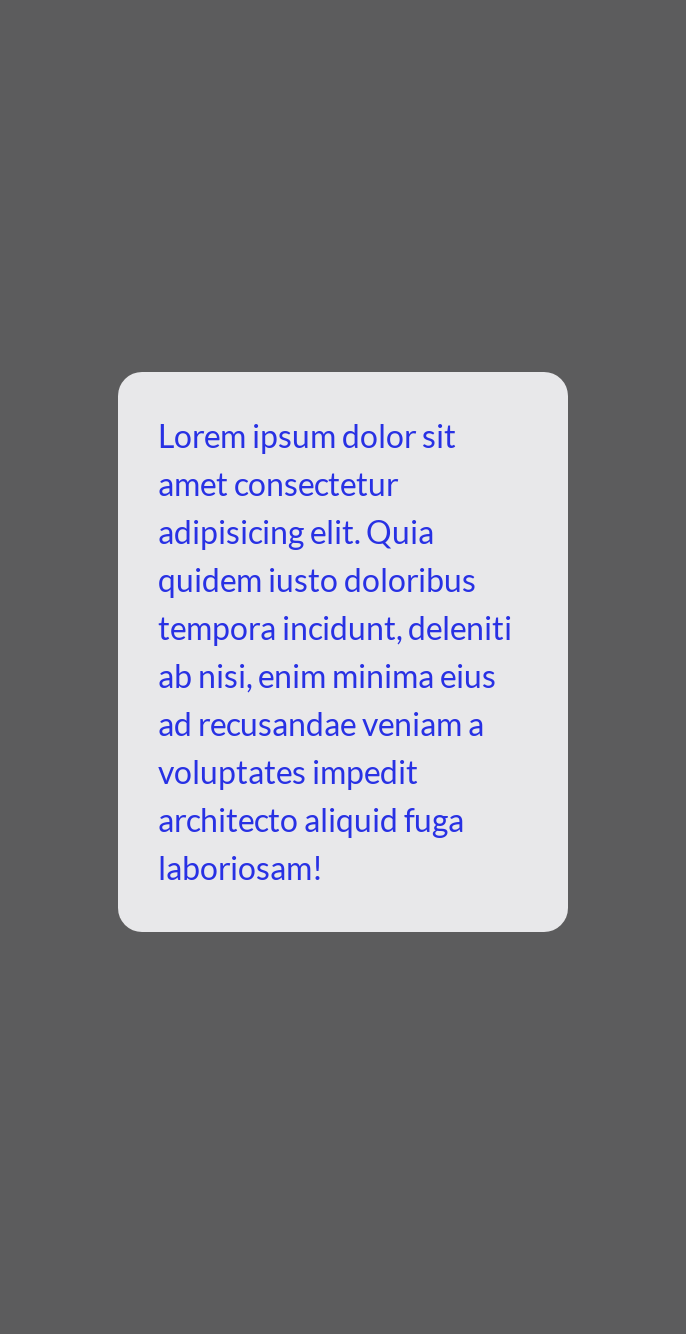 Lorem ipsum dolor sit
amet consectetur
adipisicing elit. Quia
quidem iusto doloribus
tempora incidunt, deleniti
ab nisi, enim minima eius
ad recusandae veniam a
voluptates impedit
architecto aliquid fuga
laboriosam!